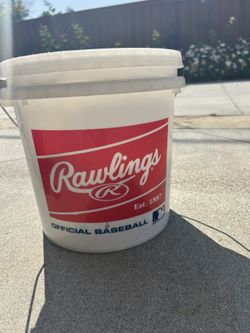 Rawlings
R
Est. 1887
OFFICIAL BASEBALL